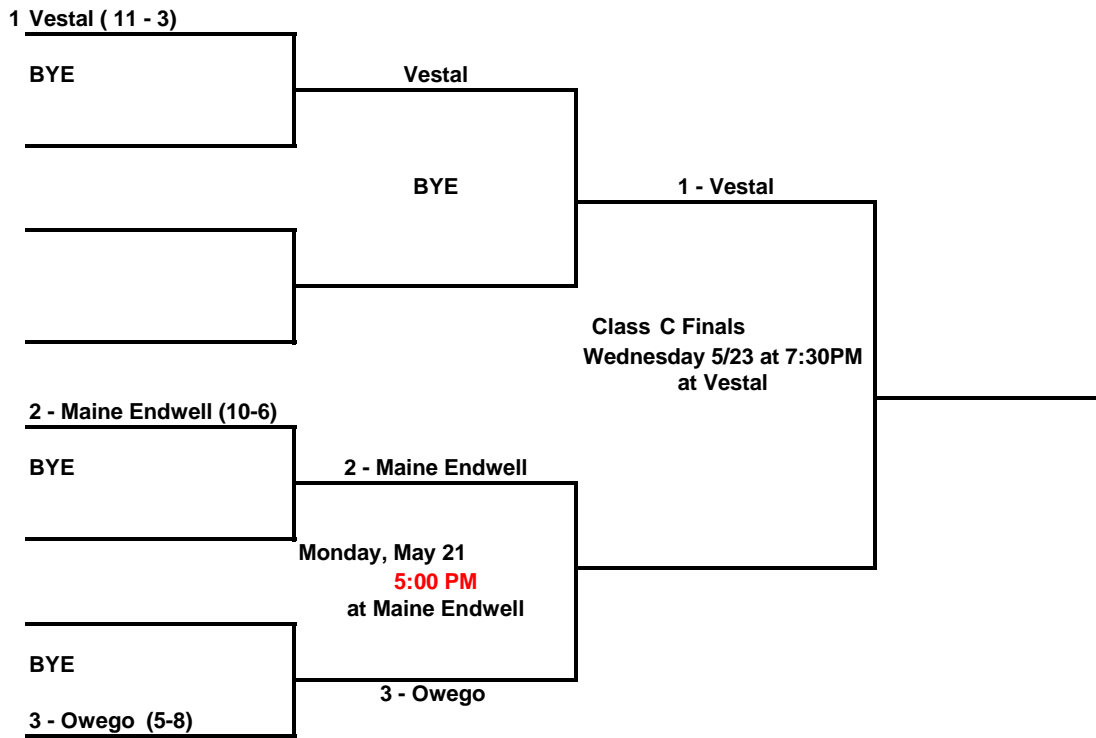 1 Vestal ( 11 - 3)
BYE
Vestal
BYE
1 - Vestal
Class C Finals
Wednesday 5/23 at 7:30PM
at Vestal
2 - Maine Endwell (10-6)
BYE
2 - Maine Endwell
Monday, May 21
5:00 PM
at Maine Endwell
BYE
3 - Owego
3 - Owego (5-8)